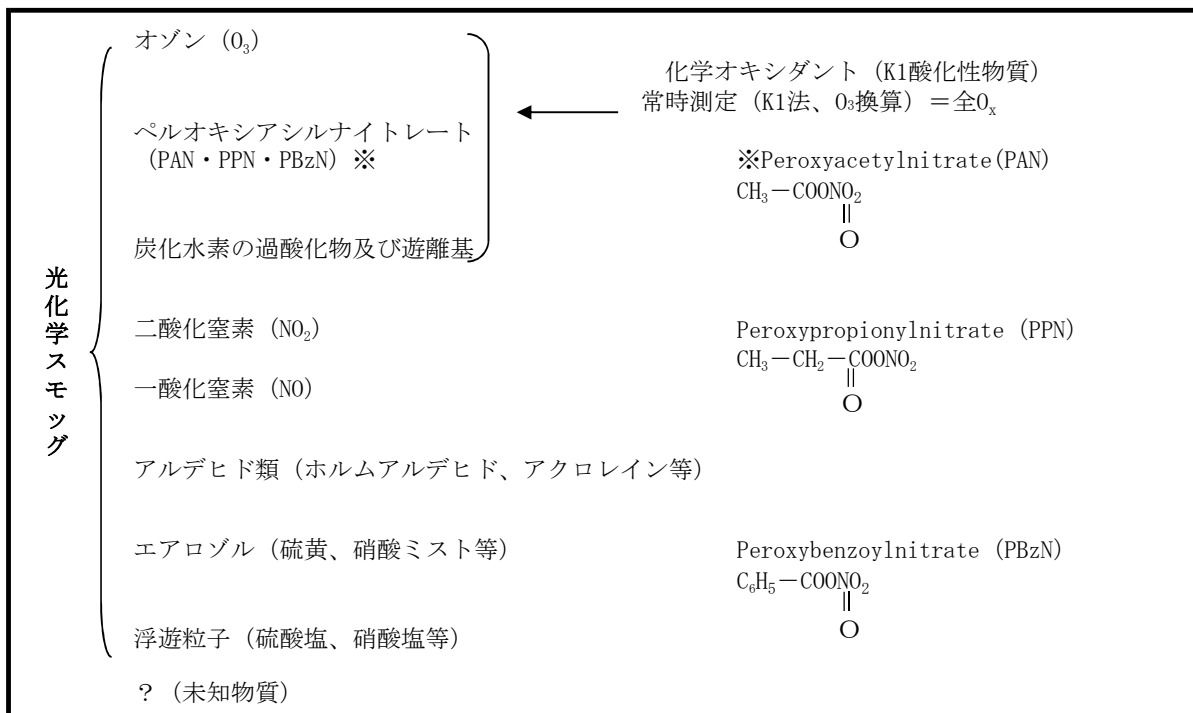 光化学スモッグ
オゾン（O₃）
ペルオキシアシルナイトレート
（PAN・PPN・PBzN）※
炭化水素の過酸化物及び遊離基
二酸化窒素（NO₂）
一酸化窒素（NO）
アルデヒド類（ホルムアルデヒド、アクロレイン等）
エアロゾル（硫黄、硝酸ミスト等）
浮遊粒子（硫酸塩、硝酸塩等）
？（未知物質）
化学オキシダント（K1酸化性物質）
常時測定（K1法、O₃換算）＝全Oₓ
※Peroxyacetylnitrate(PAN)
CH₃－COONO₂
||
O
Peroxypropionylnitrate（PPN）
CH₃－CH₂－COONO₂
||
O
Peroxybenzoylnitrate（PBzN）
C₆H₅－COONO₂
||
O